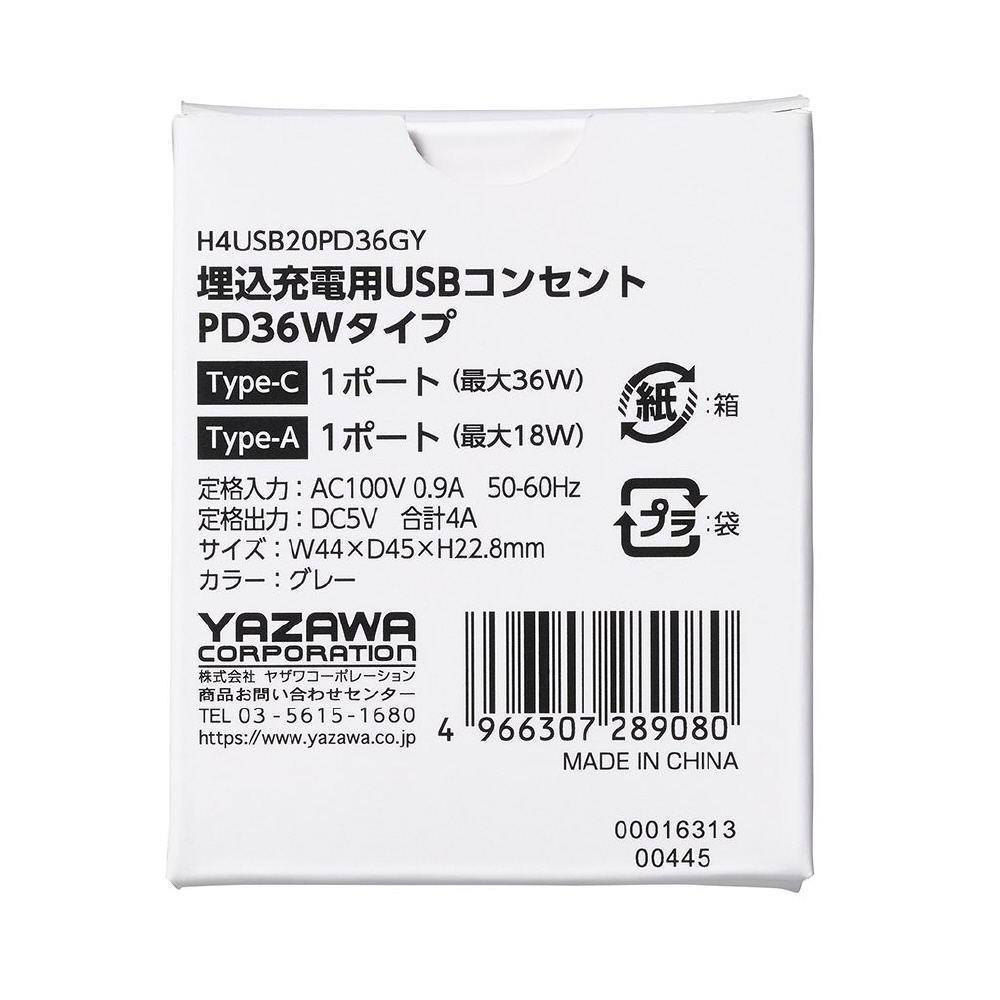 H4USB20PD36GY
埋込充電用USBコンセント
PD36Wタイプ
Type-C 1ポート（最大36W）
Type-A 1ポート（最大18W）
紙:箱
定格入力：AC100V 0.9A 50-60Hz
定格出力：DC5V 合計4A
プラ:袋
サイズ：W44×D45×H22.8mm
カラー：グレー
YAZAWA
CORPORATION
株式会社 ヤザワコーポレーション
商品お問い合わせセンター
TEL 03-5615-1680
https://www.yazawa.co.jp
4 966307 289080
MADE IN CHINA
00016313
00445